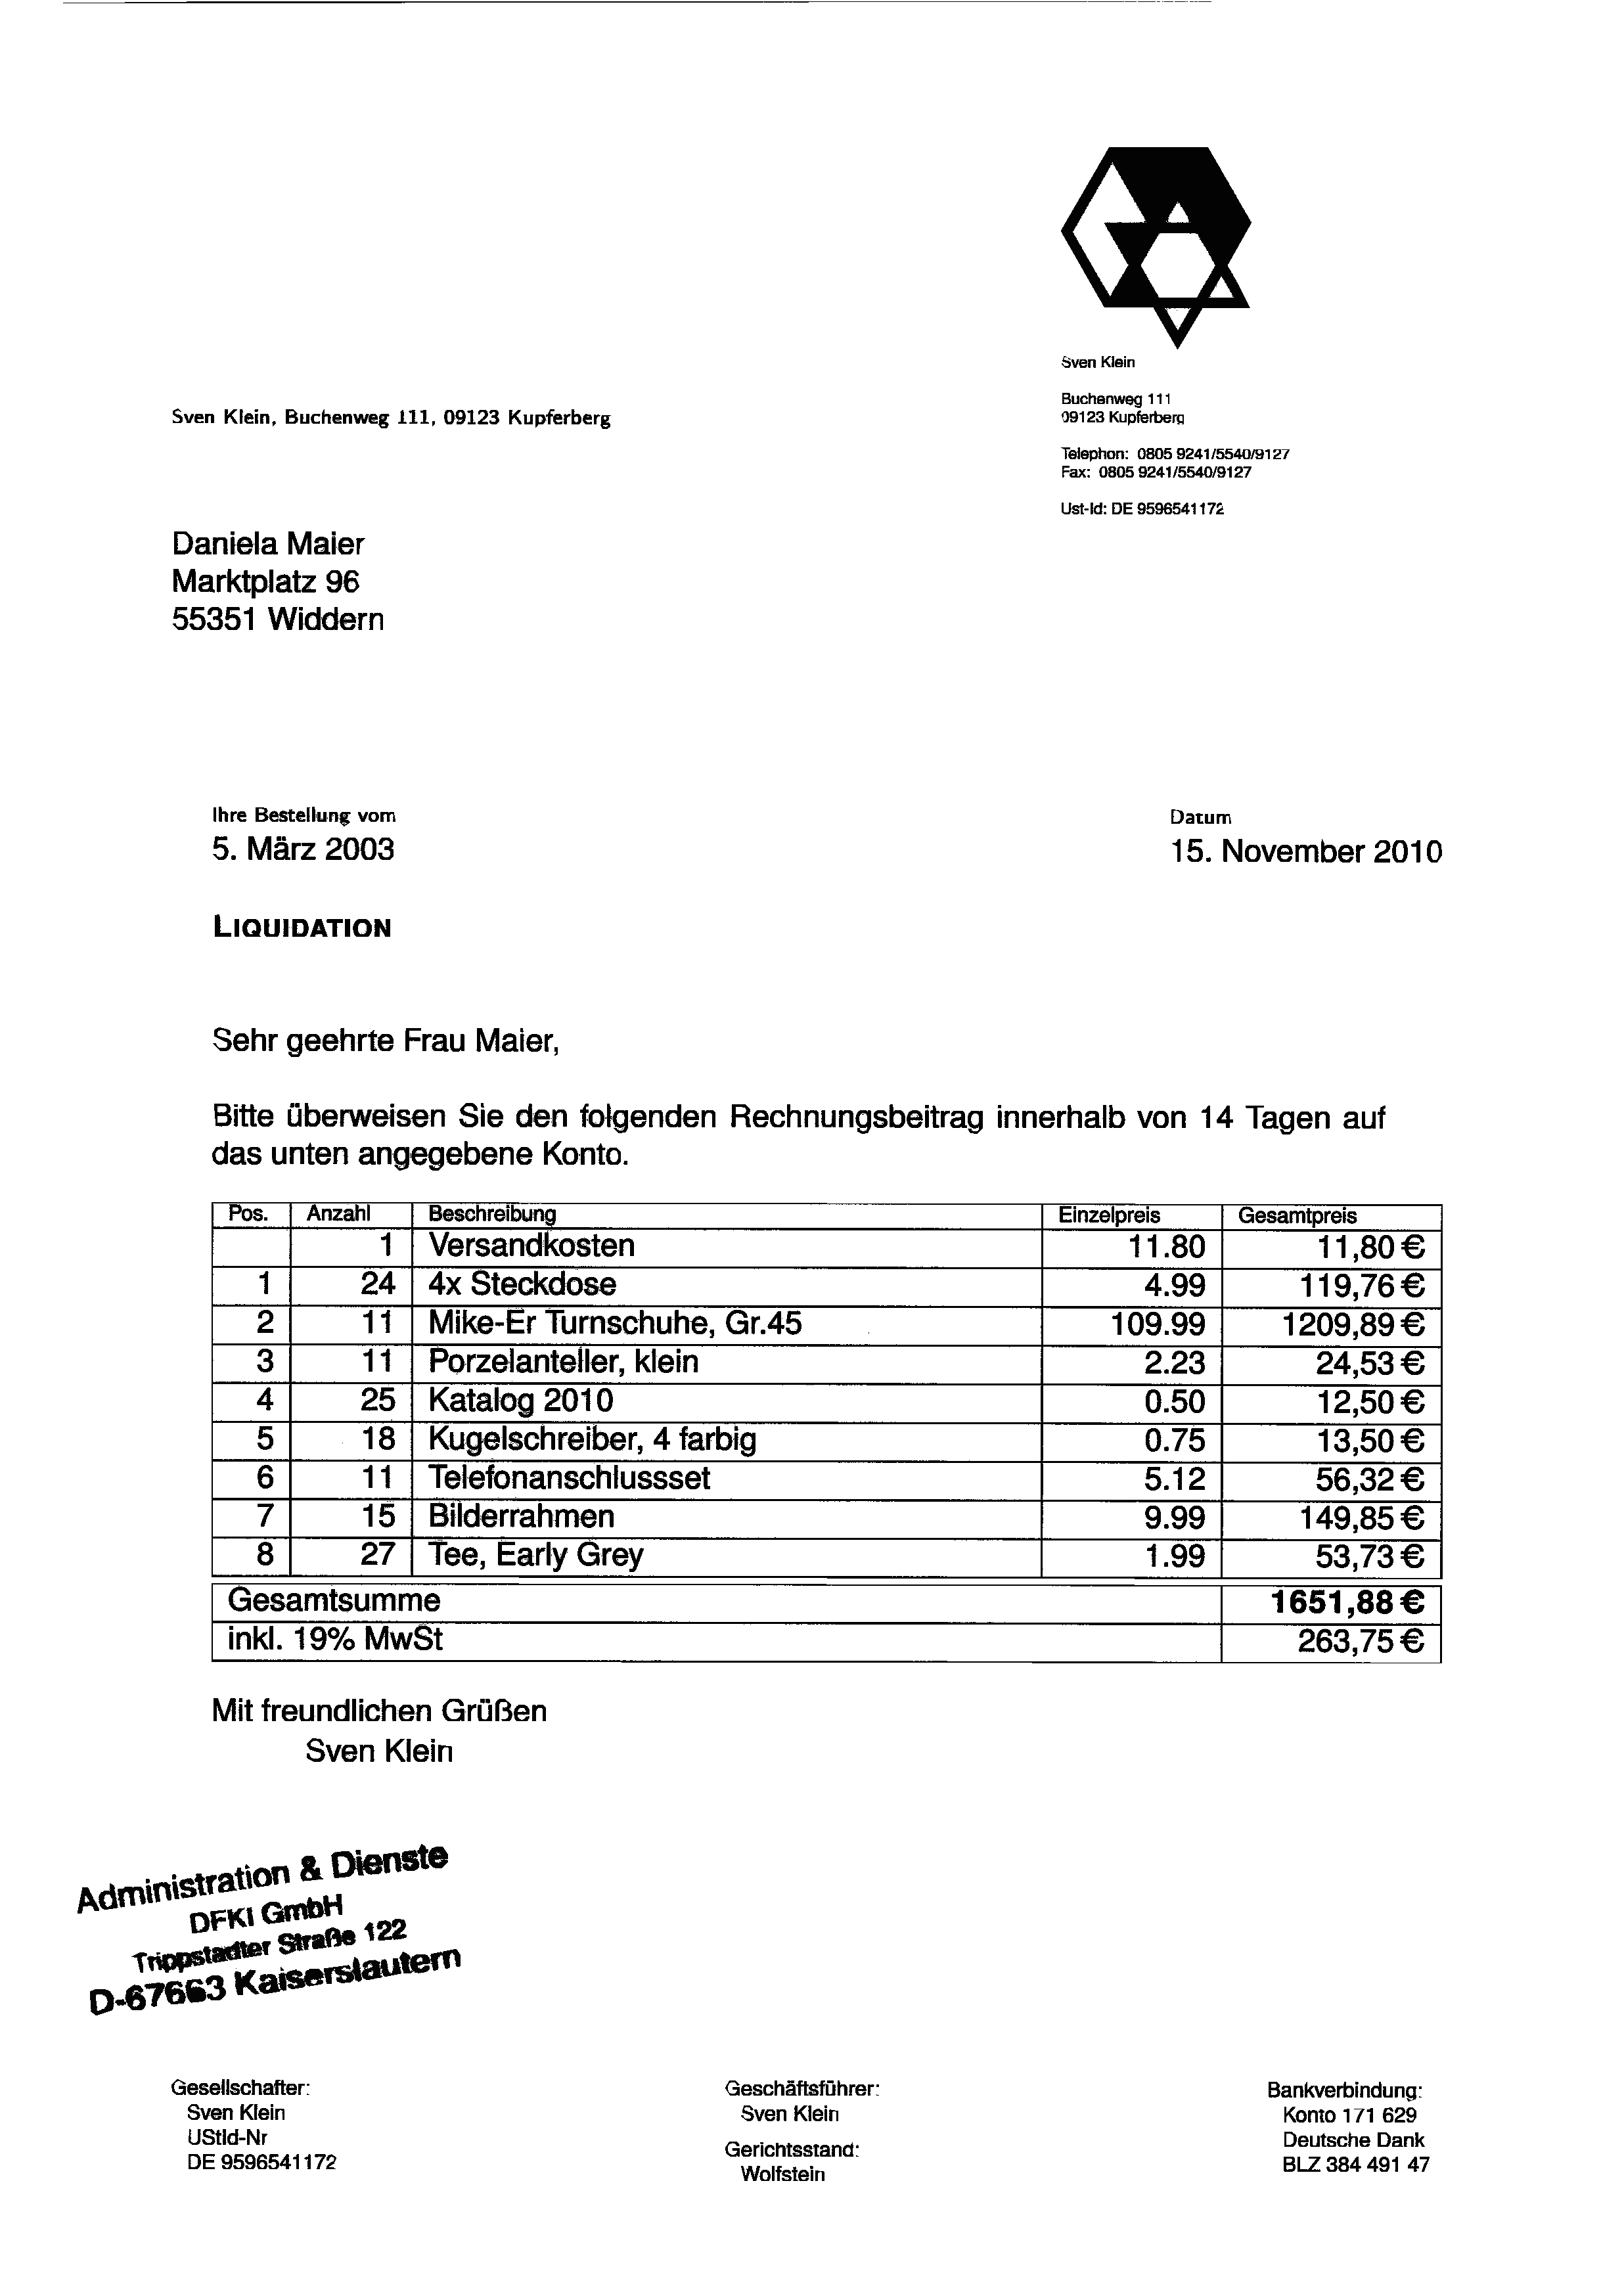 Sven Klein
Buchenweg 111
09123 Kupferberg
Telephon: 0805 9241/5540/9127
Fax: 0805 9241/5540/9127
Ust-Id: DE 9596541172
Sven Klein, Buchenweg 111, 09123 Kupferberg
Daniela Maier
Marktplatz 96
55351 Widdern
Ihre Bestellung vom
5. März 2003
Datum
15. November 2010
LIQUIDATION
Sehr geehrte Frau Maier,
Bitte überweisen Sie den folgenden Rechnungsbeitrag innerhalb von 14 Tagen auf
das unten angegebene Konto.
Pos. Anzahl Beschreibung Einzelpreis Gesamtpreis
1 Versandkosten 11.80 11,80 €
1 24 4x Steckdose 4.99 119,76 €
2 11 Mike-Er Turnschuhe, Gr.45 109.99 1209,89 €
3 11 Porzelanteller, klein 2.23 24,53 €
4 25 Katalog 2010 0.50 12,50 €
5 18 Kugelschreiber, 4 farbig 0.75 13,50 €
6 11 Telefonanschlussset 5.12 56,32 €
7 15 Bilderrahmen 9.99 149,85 €
8 27 Tee, Early Grey 1.99 53,73 €
Gesamtsumme 1651,88 €
inkl. 19% MwSt 263,75 €
Mit freundlichen Grüßen
Sven Klein
Administration & Dienste
DFKI GmbH
Trippstadter Straße 122
D-67663 Kaiserslautern
Gesellschafter:
Sven Klein
UStId-Nr
DE 9596541172
Geschäftsführer:
Sven Klein
Gerichtsstand:
Wolfstein
Bankverbindung:
Konto 171 629
Deutsche Dank
BLZ 384 491 47